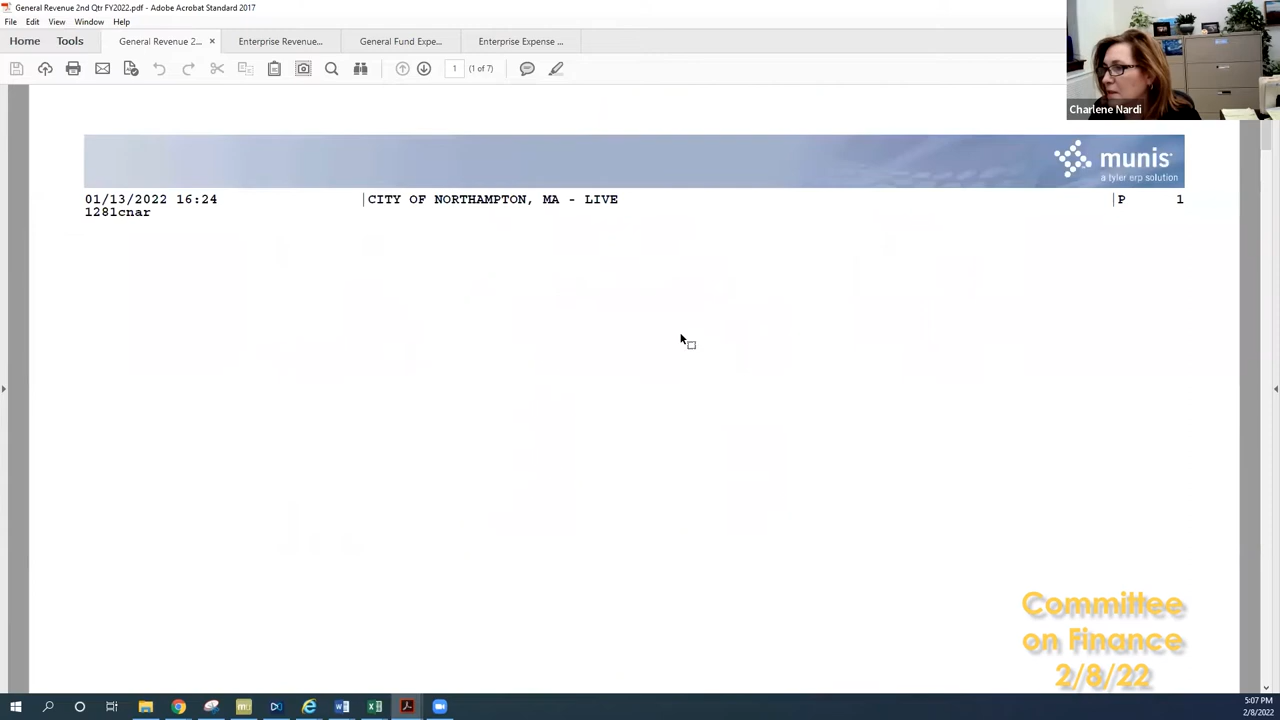 General Revenue 2nd Qtr FY2022.pdf - Adobe Acrobat Standard 2017
File Edit View Window Help
Home Tools General Revenue 2... × Enterprise Revenue... General Fund Expe... Enterprise Expense ...
1 (1 of 7)
Charlene Nardi
munis
a tyler erp solution
01/13/2022 16:24 CITY OF NORTHAMPTON, MA - LIVE P 1
1281cnar
Committee
on Finance
2/8/22
5:07 PM
2/8/2022